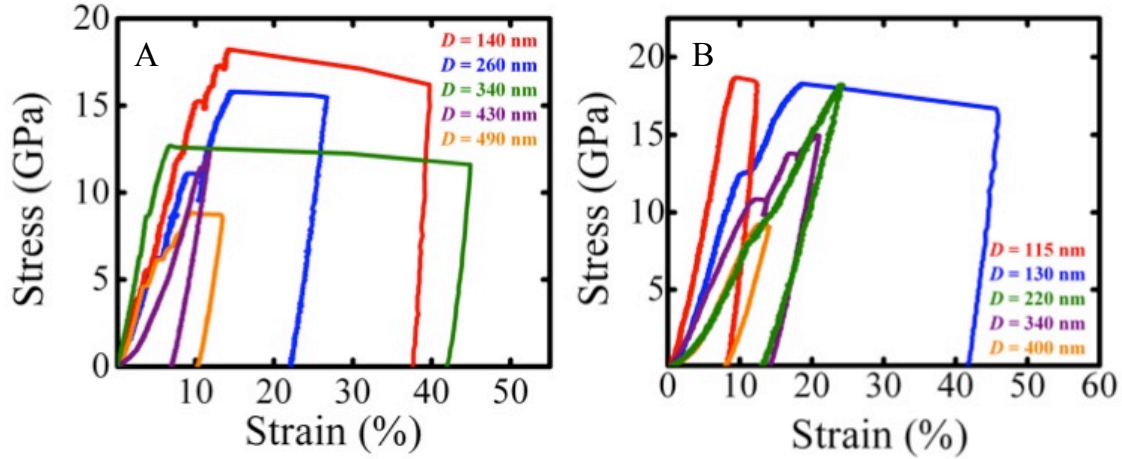 A
D = 140 nm
D = 260 nm
D = 340 nm
D = 430 nm
D = 490 nm
Stress (GPa)
20
15
10
5
0
10
20
30
40
50
Strain (%)
B
D = 115 nm
D = 130 nm
D = 220 nm
D = 340 nm
D = 400 nm
Stress (GPa)
20
15
10
5
0
10
20
30
40
50
60
Strain (%)